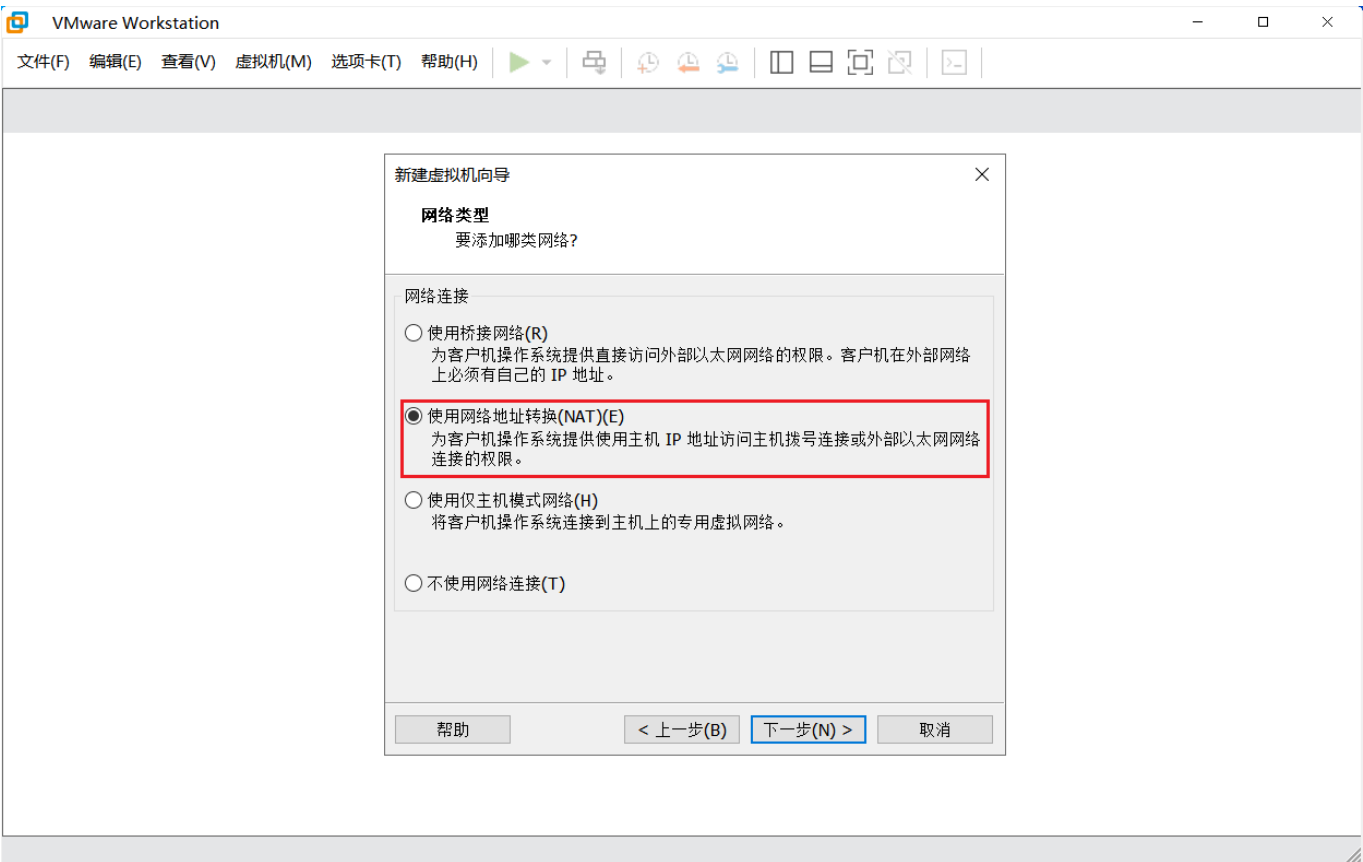 VMware Workstation
文件(F) 编辑(E) 查看(V) 虚拟机(M) 选项卡(T) 帮助(H)
新建虚拟机向导
网络类型
要添加哪类网络?
网络连接
使用桥接网络(R)
为客户机操作系统提供直接访问外部以太网网络的权限。客户机在外部网络
上必须有自己的 IP 地址。
使用网络地址转换(NAT)(E)
为客户机操作系统提供使用主机 IP 地址访问主机拨号连接或外部以太网网络
连接的权限。
使用仅主机模式网络(H)
将客户机操作系统连接到主机上的专用虚拟网络。
不使用网络连接(T)
帮助 < 上一步(B) 下一步(N) > 取消